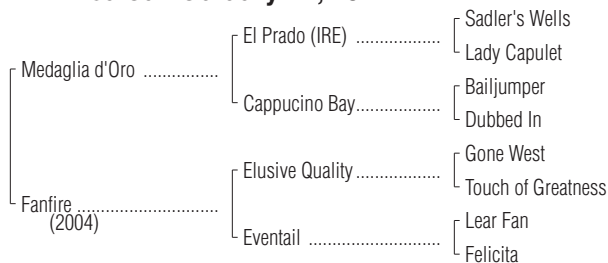 Sadler's Wells
El Prado (IRE) ..................
Lady Capulet
Medaglia d'Oro ................
Bailjumper
Cappucino Bay..................
Dubbed In
Gone West
Elusive Quality ..................
Touch of Greatness
Fanfire ..............................
(2004)
Lear Fan
Eventail ............................
Felicita